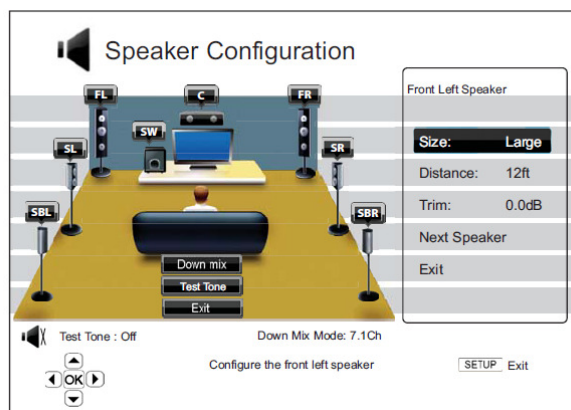 Speaker Configuration
FL
C
FR
SW
SL
SR
SBL
SBR
Down mix
Test Tone
Exit
Front Left Speaker
Size: Large
Distance: 12ft
Trim: 0.0dB
Next Speaker
Exit
Test Tone : Off
Down Mix Mode: 7.1Ch
OK
Configure the front left speaker
SETUP Exit